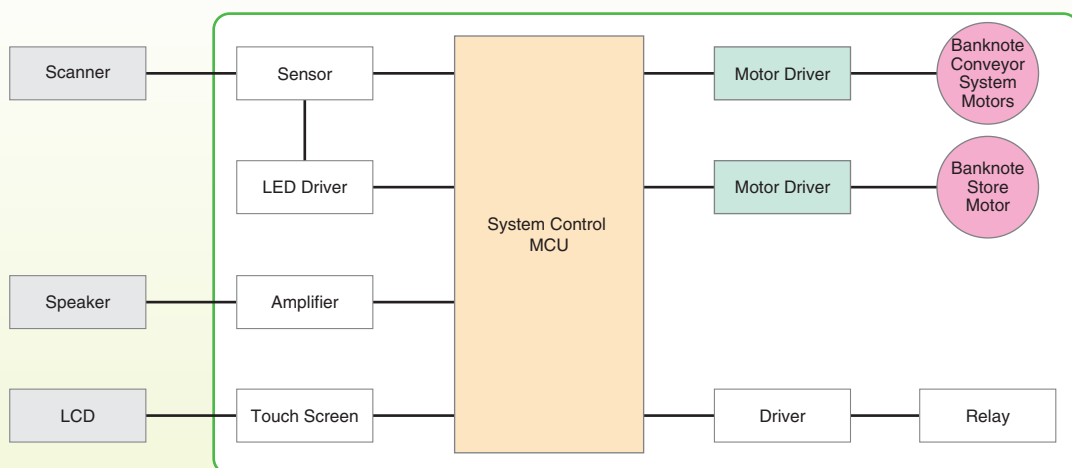 Scanner
Sensor
Motor Driver
Banknote
Conveyor
System
Motors
LED Driver
Motor Driver
Banknote
Store
Motor
System Control
MCU
Speaker
Amplifier
LCD
Touch Screen
Driver
Relay